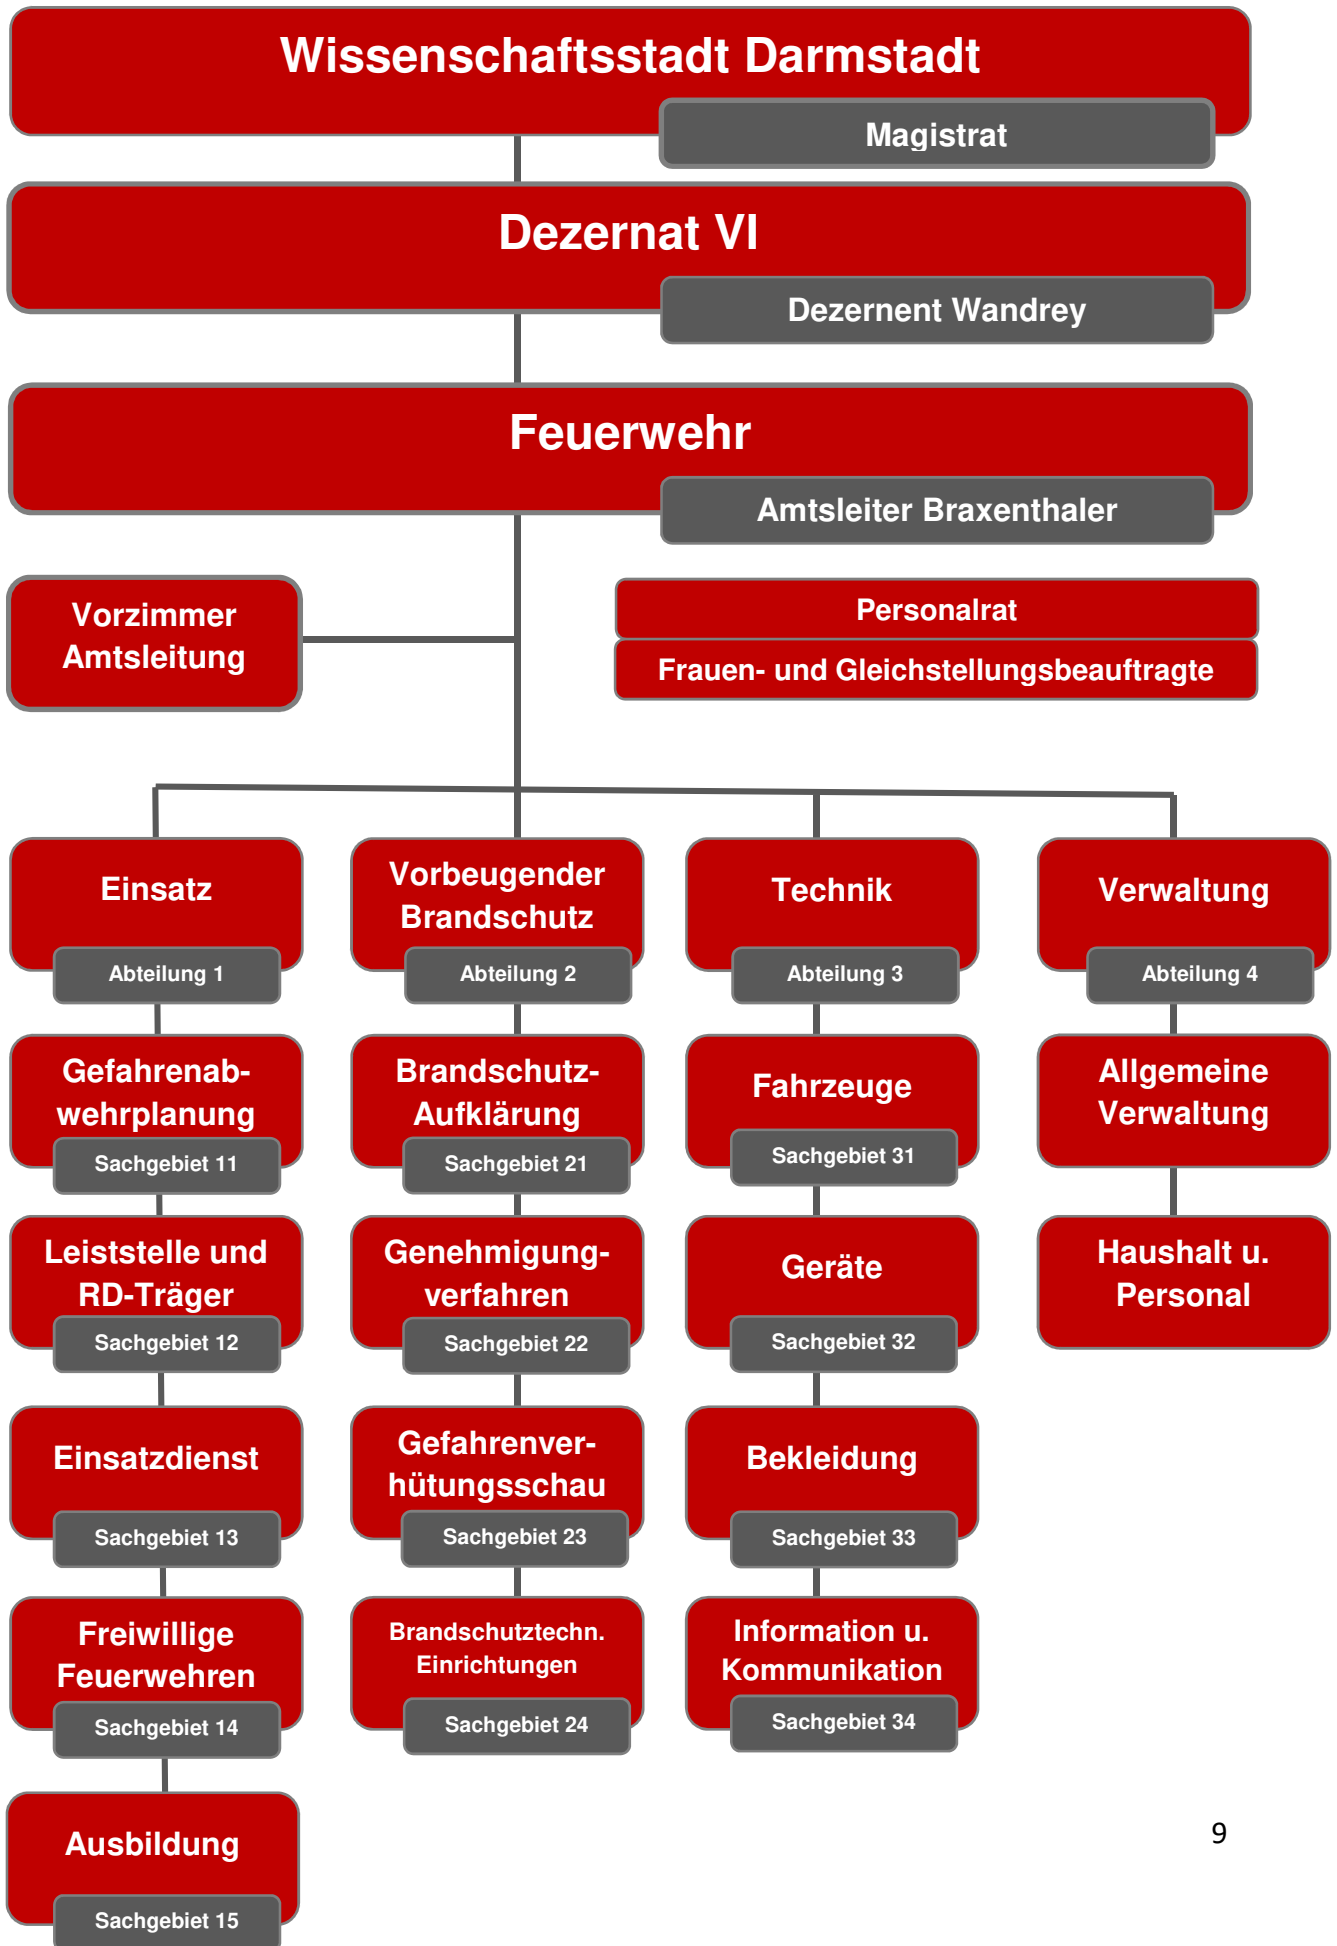 Wissenschaftsstadt Darmstadt
Magistrat
Dezernat VI
Dezernent Wandrey
Feuerwehr
Amtsleiter Braxenthaler
Vorzimmer
Amtsleitung
Personalrat
Frauen- und Gleichstellungsbeauftragte
Einsatz
Abteilung 1
Gefahrenab-
wehrplanung
Sachgebiet 11
Leiststelle und
RD-Träger
Sachgebiet 12
Einsatzdienst
Sachgebiet 13
Freiwillige
Feuerwehren
Sachgebiet 14
Ausbildung
Sachgebiet 15
Vorbeugender
Brandschutz
Abteilung 2
Brandschutz-
Aufklärung
Sachgebiet 21
Genehmigung-
verfahren
Sachgebiet 22
Gefahrenver-
hütungsschau
Sachgebiet 23
Brandschutztechn.
Einrichtungen
Sachgebiet 24
Technik
Abteilung 3
Fahrzeuge
Sachgebiet 31
Geräte
Sachgebiet 32
Bekleidung
Sachgebiet 33
Information u.
Kommunikation
Sachgebiet 34
Verwaltung
Abteilung 4
Allgemeine
Verwaltung
Haushalt u.
Personal
9